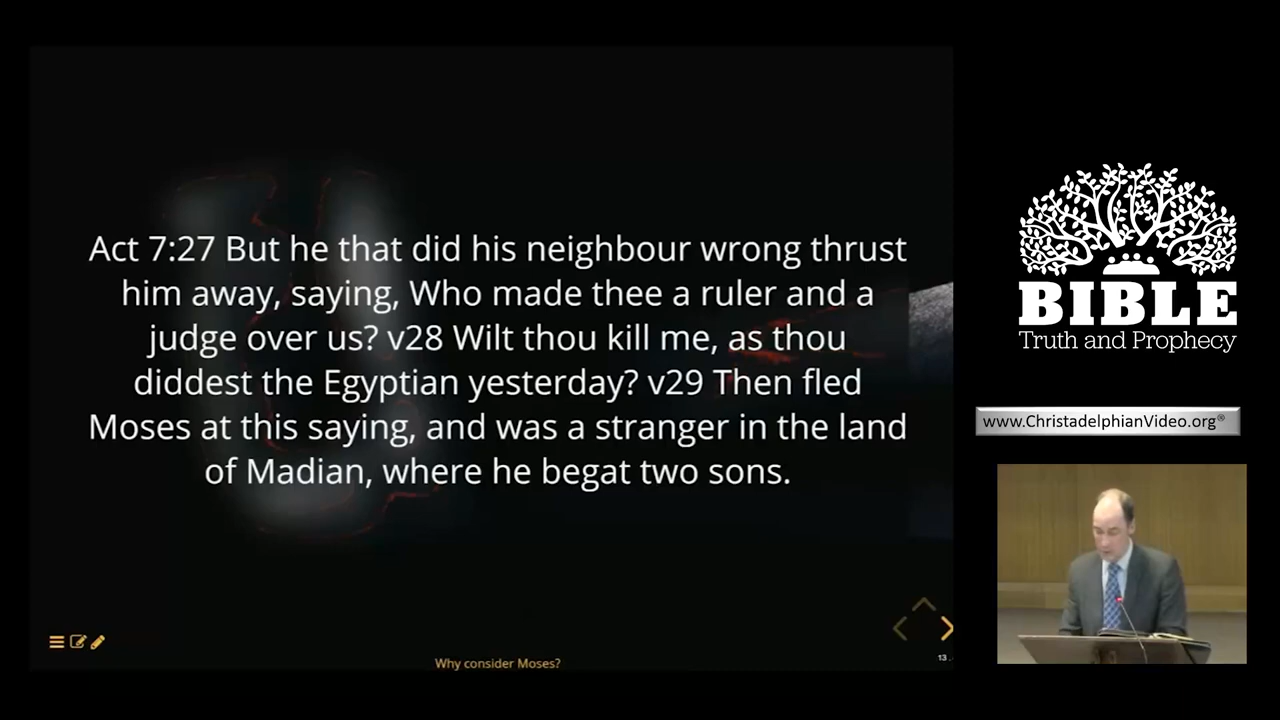 Act 7:27 But he that did his neighbour wrong thrust
him away, saying, Who made thee a ruler and a
judge over us? v28 Wilt thou kill me, as thou
diddest the Egyptian yesterday? v29 Then fled
Moses at this saying, and was a stranger in the land
of Madian, where he begat two sons.
Why consider Moses?
13
BIBLE
Truth and Prophecy
www.ChristadelphianVideo.org®